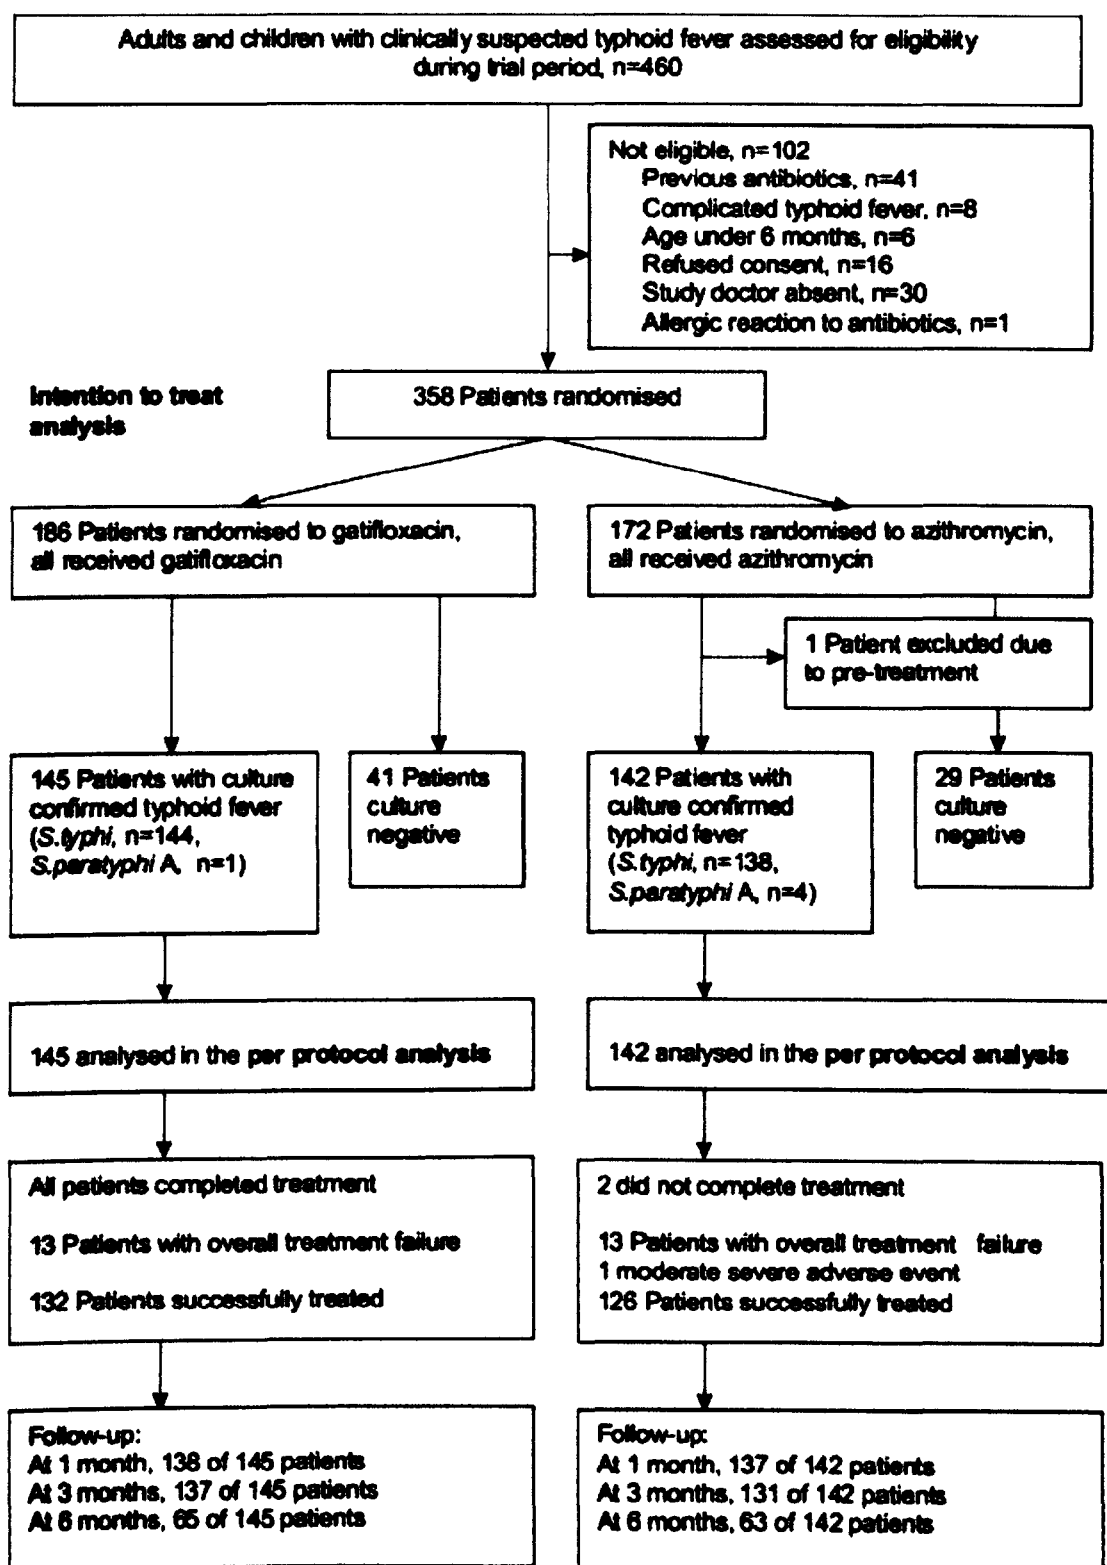 Adults and children with clinically suspected typhoid fever assessed for eligibility
during trial period, n=460
Not eligible, n=102
Previous antibiotics, n=41
Complicated typhoid fever, n=8
Age under 6 months, n=6
Refused consent, n=16
Study doctor absent, n=30
Allergic reaction to antibiotics, n=1
Intention to treat
analysis
358 Patients randomised
186 Patients randomised to gatifloxacin,
all received gatifloxacin
172 Patients randomised to azithromycin,
all received azithromycin
1 Patient excluded due
to pre-treatment
145 Patients with culture
confirmed typhoid fever
(S.typhi, n=144,
S.paratyphi A, n=1)
41 Patients
culture
negative
142 Patients with
culture confirmed
typhoid fever
(S.typhi, n=138,
S.paratyphi A, n=4)
29 Patients
culture
negative
145 analysed in the per protocol analysis
142 analysed in the per protocol analysis
All patients completed treatment
13 Patients with overall treatment failure
132 Patients successfully treated
2 did not complete treatment
13 Patients with overall treatment failure
1 moderate severe adverse event
126 Patients successfully treated
Follow-up:
At 1 month, 138 of 145 patients
At 3 months, 137 of 145 patients
At 6 months, 65 of 145 patients
Follow-up:
At 1 month, 137 of 142 patients
At 3 months, 131 of 142 patients
At 6 months, 63 of 142 patients